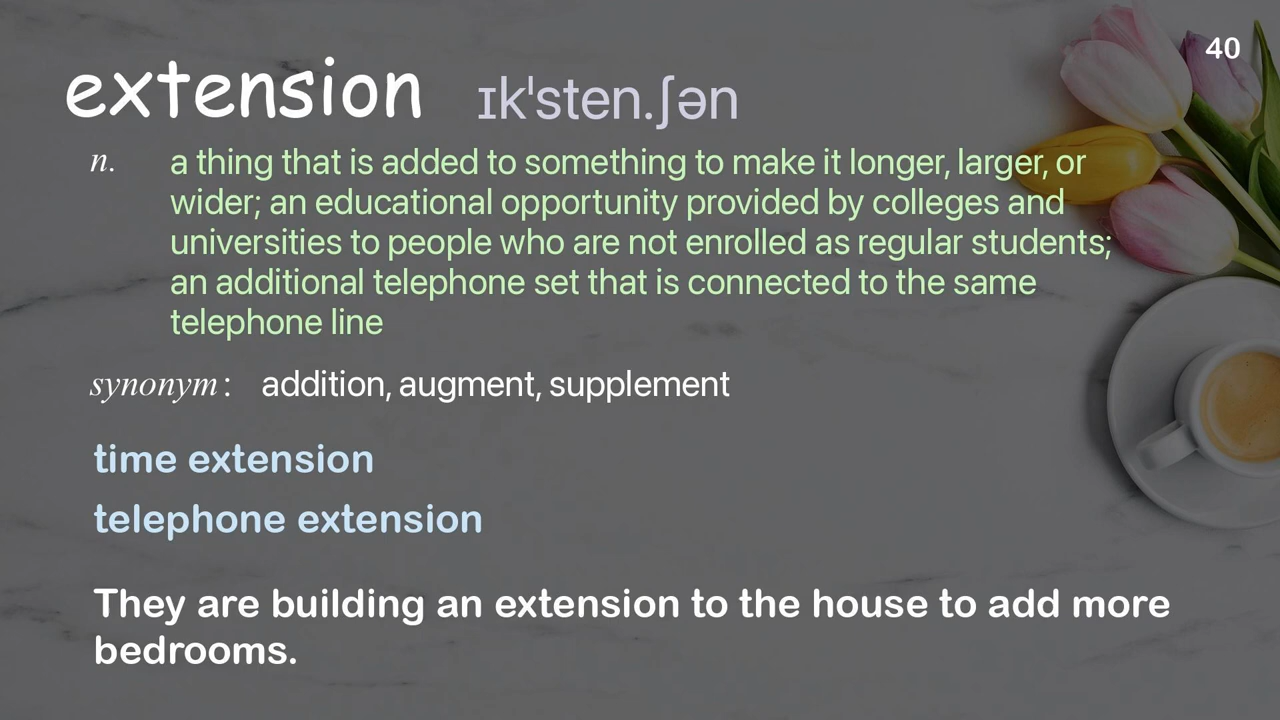 40
extension ɪkˈsten.ʃən
n. a thing that is added to something to make it longer, larger, or
wider; an educational opportunity provided by colleges and
universities to people who are not enrolled as regular students;
an additional telephone set that is connected to the same
telephone line
synonym: addition, augment, supplement
time extension
telephone extension
They are building an extension to the house to add more
bedrooms.